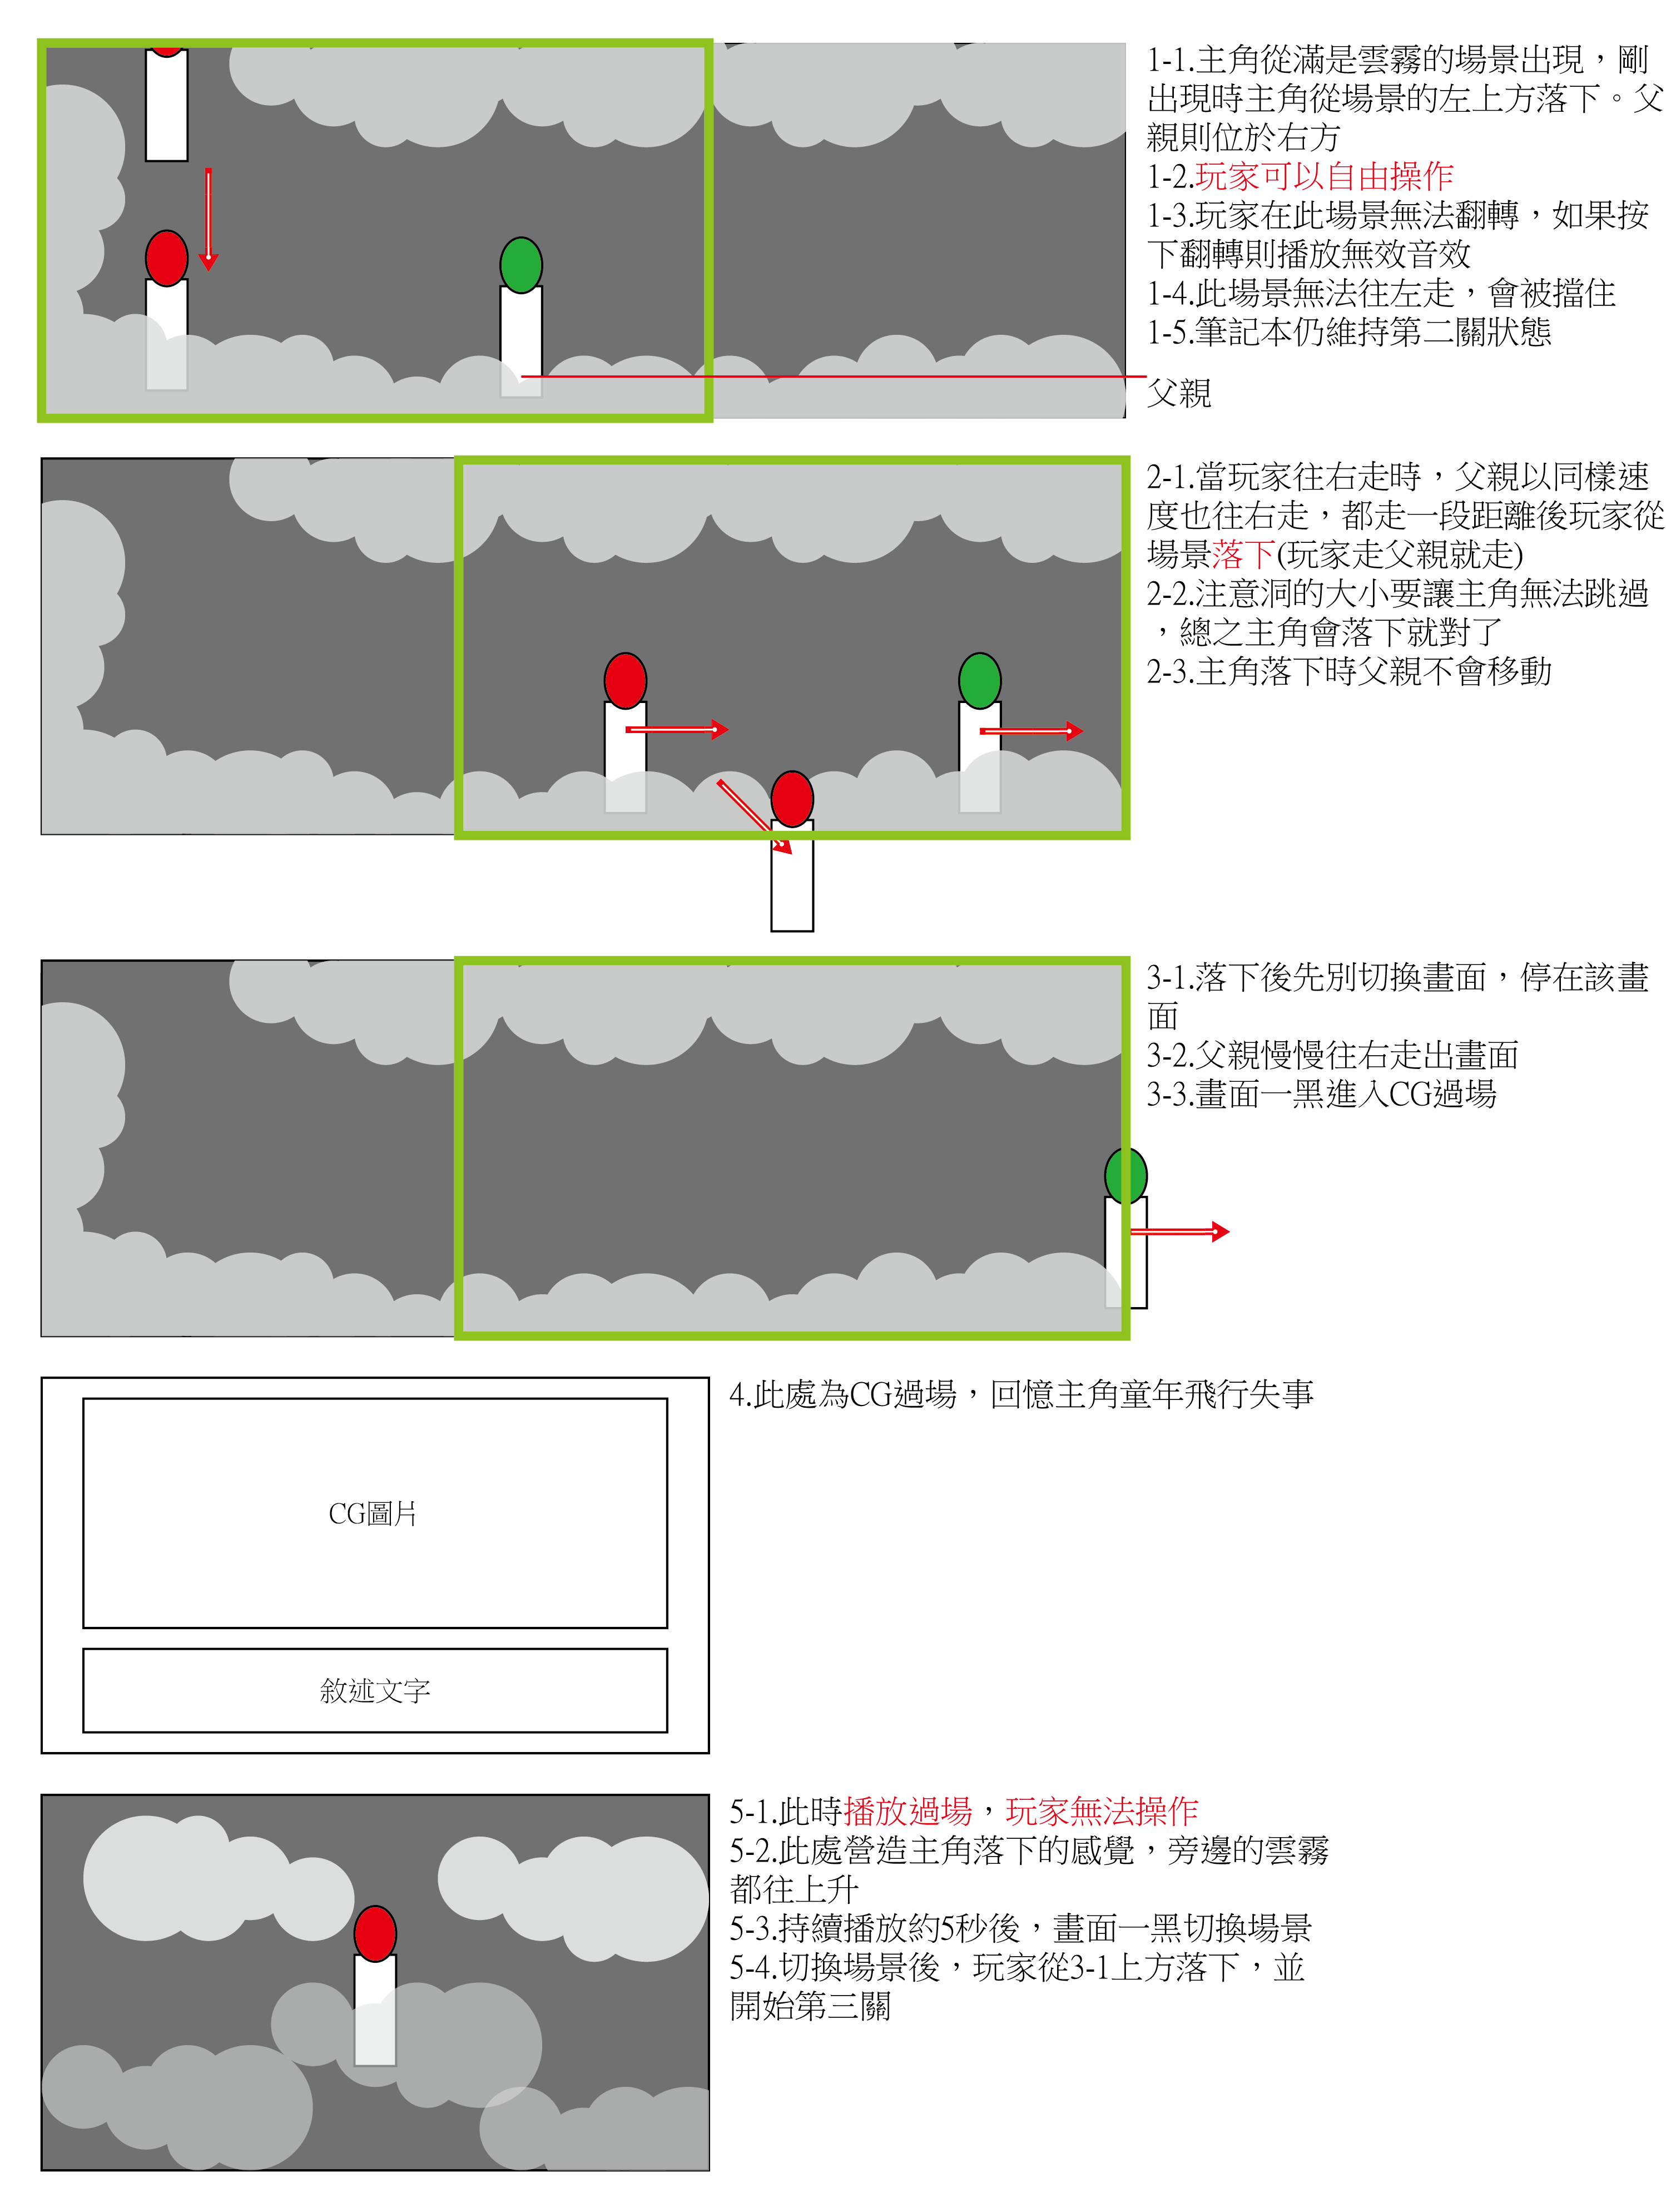 1-1.主角從滿是雲霧的場景出現，剛
出現時主角從場景的左上方落下。父
親則位於右方
1-2.玩家可以自由操作
1-3.玩家在此場景無法翻轉，如果按
下翻轉則播放無效音效
1-4.此場景無法往左走，會被擋住
1-5.筆記本仍維持第二關狀態
父親
2-1.當玩家往右走時，父親以同樣速
度也往右走，都走一段距離後玩家從
場景落下(玩家走父親就走)
2-2.注意洞的大小要讓主角無法跳過
，總之主角會落下就對了
2-3.主角落下時父親不會移動
3-1.落下後先別切換畫面，停在該畫
面
3-2.父親慢慢往右走出畫面
3-3.畫面一黑進入CG過場
4.此處為CG過場，回憶主角童年飛行失事
CG圖片
敘述文字
5-1.此時播放過場，玩家無法操作
5-2.此處營造主角落下的感覺，旁邊的雲霧
都往上升
5-3.持續播放約5秒後，畫面一黑切換場景
5-4.切換場景後，玩家從3-1上方落下，並
開始第三關